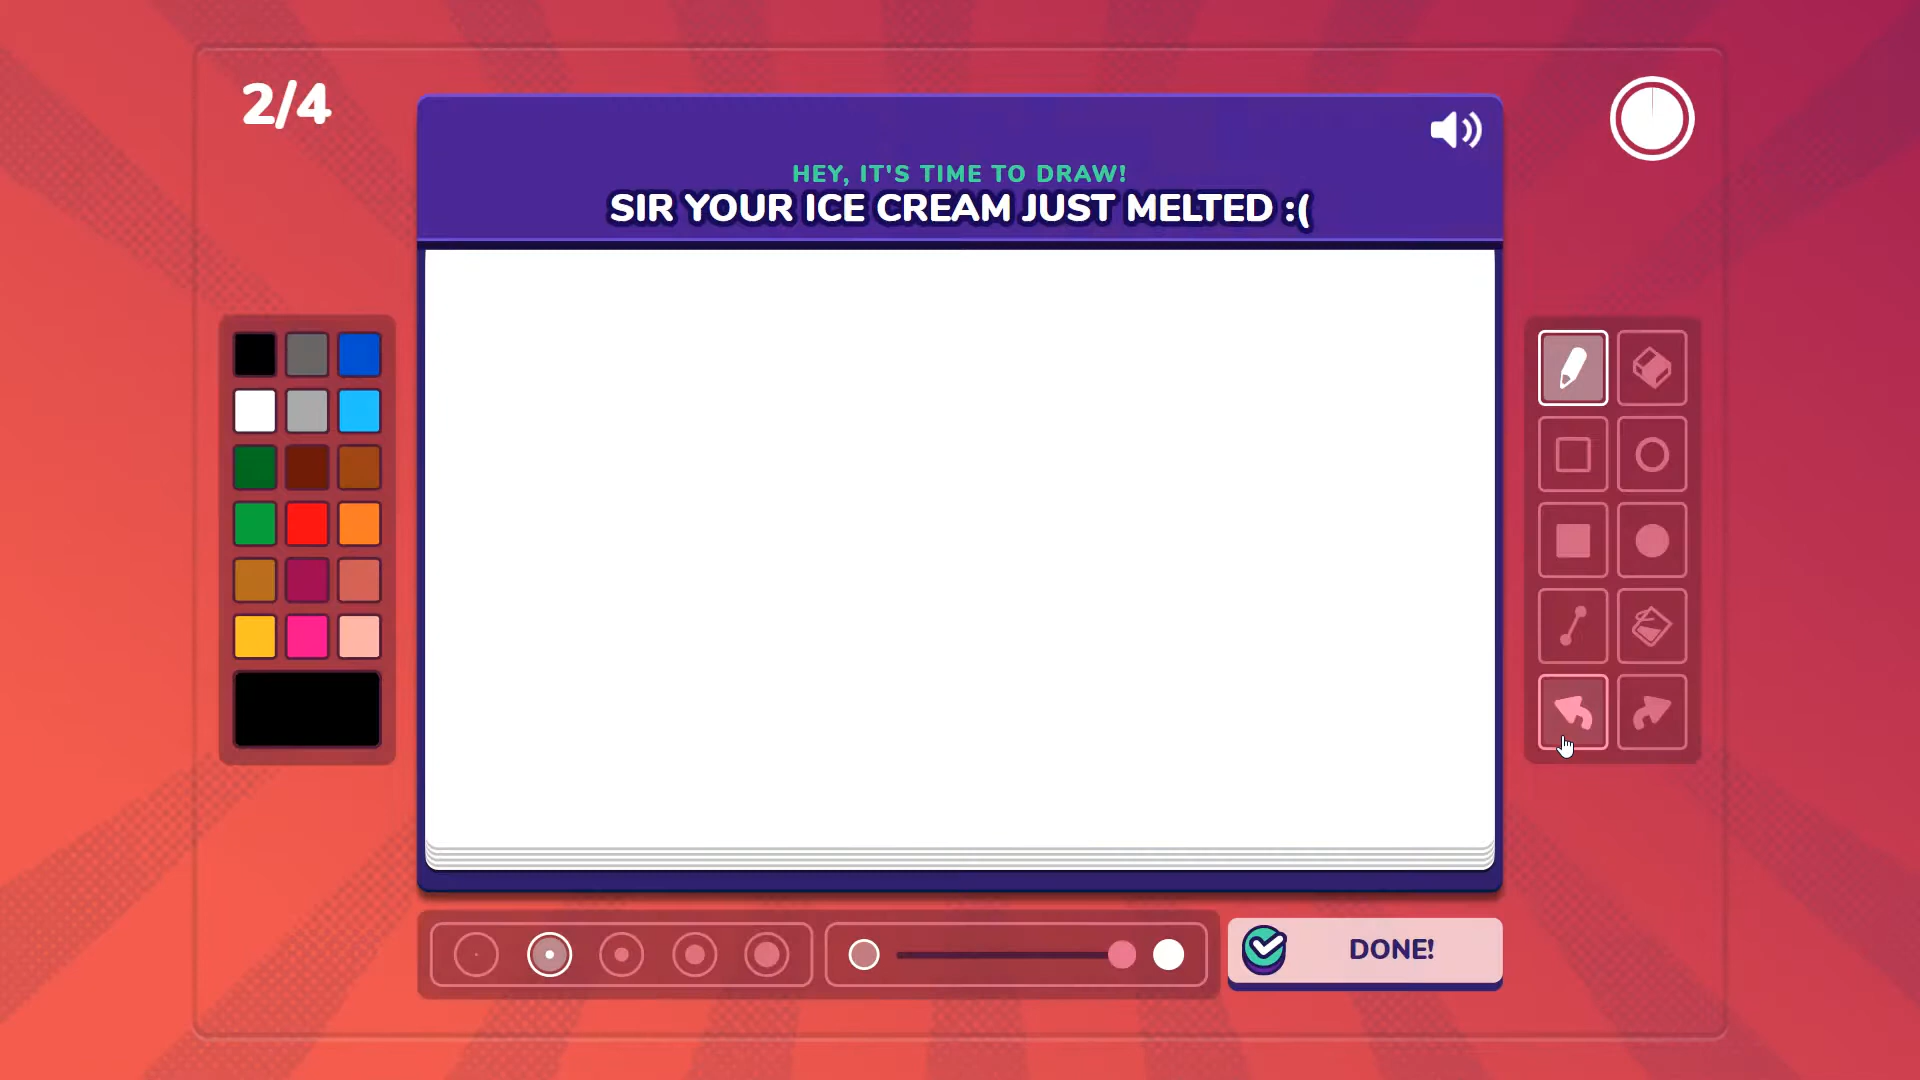 2/4
HEY, IT'S TIME TO DRAW!
SIR YOUR ICE CREAM JUST MELTED :(
DONE!